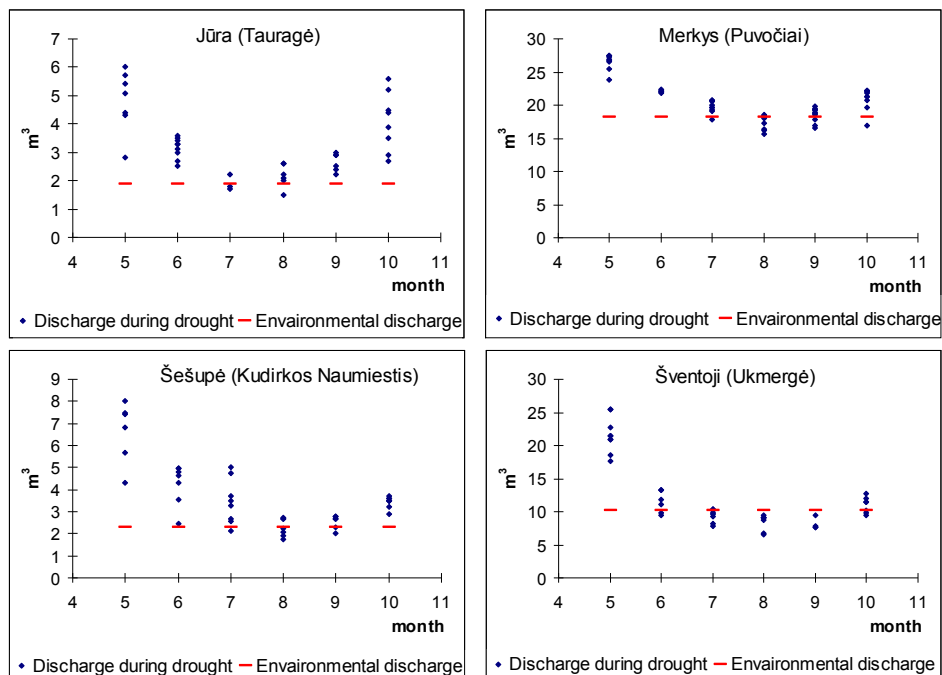 Jūra (Tauragė)
7
6
5
4
3
2
1
0
m³
4 5 6 7 8 9 10 11
month
Discharge during drought Envaironmental discharge
Merkys (Puvočiai)
30
25
20
15
10
5
0
m³
4 5 6 7 8 9 10 11
month
Discharge during drought Envaironmental discharge
Šešupė (Kudirkos Naumiestis)
9
8
7
6
5
4
3
2
1
0
m³
4 5 6 7 8 9 10 11
month
Discharge during drought Envaironmental discharge
Šventoji (Ukmergė)
30
25
20
15
10
5
0
m³
4 5 6 7 8 9 10 11
month
Discharge during drought Envaironmental discharge